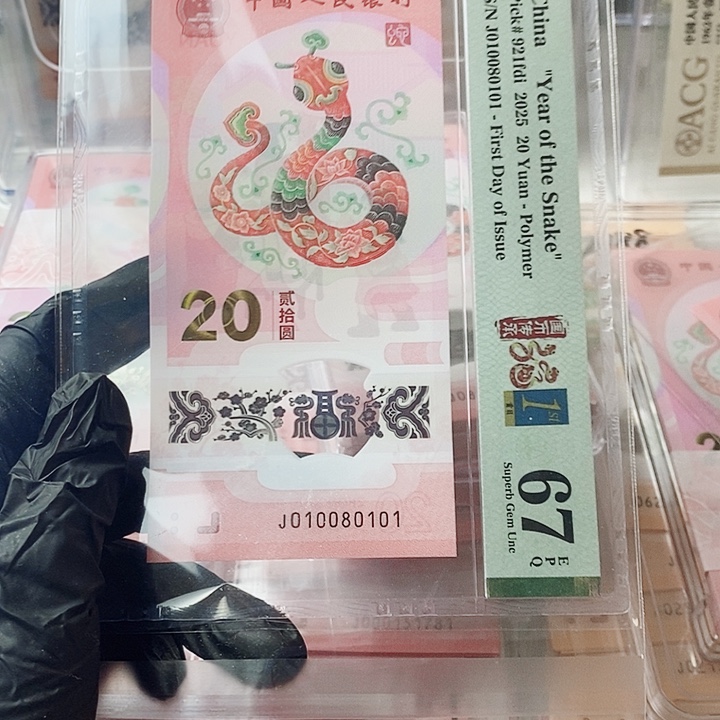 中国人民银行
20
贰拾圆
J010080101
China "Year of the Snake"
Pick# 921fdi 2025 20 Yuan - Polymer
S/N J010080101 - First Day of Issue
1st
67
EPQ
Superb Gem Unc
ACG